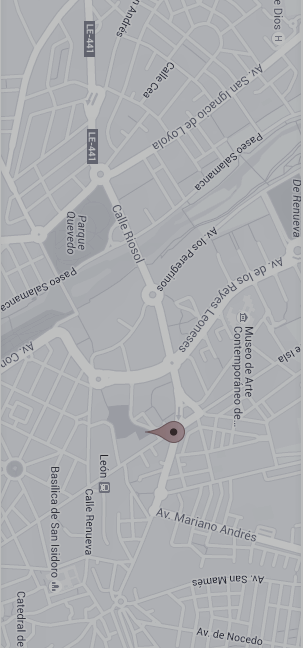 LE-441
n Andrés
e Dios H
Calle Cea
Av. San Ignacio de Loyola
LE-441
Paseo Salamanca
De Renueva
Parque
Quevedo
Calle Riosol
Av. los Peregrinos
Av. de los Reyes Leoneses
Paseo Salamanca
Av. Con
Museo de Arte
Contemporáneo de...
e Isla
León
Calle Renueva
Basílica de San Isidoro
Av. Mariano Andrés
Av. San Mamés
Catedral de
Av. de Nocedo